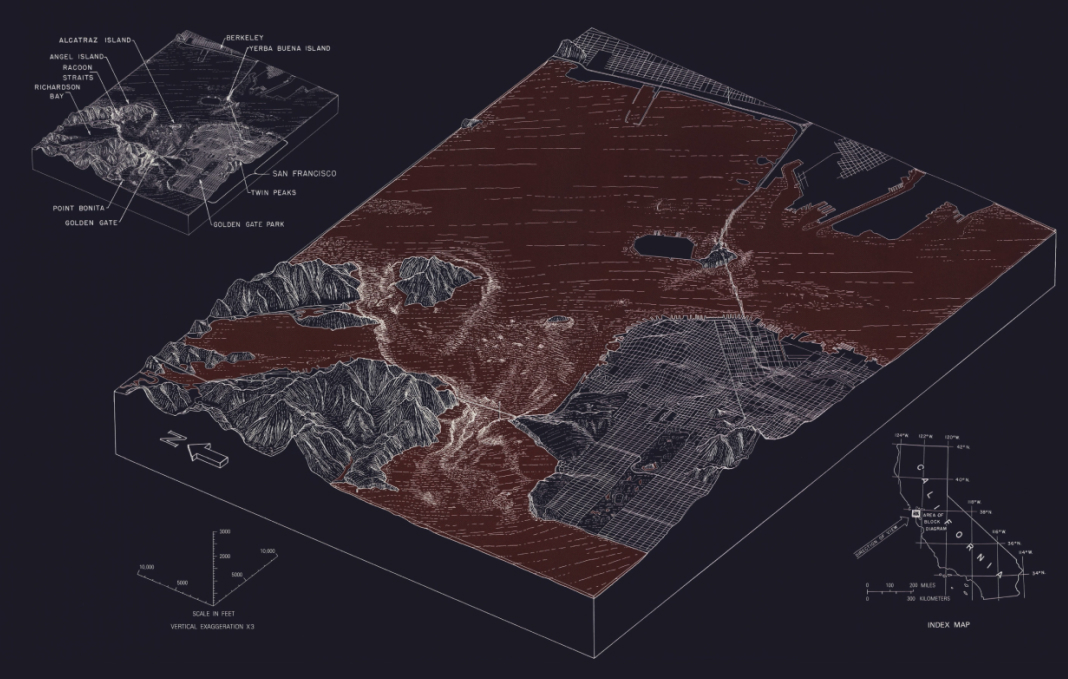 ALCATRAZ ISLAND
BERKELEY
YERBA BUENA ISLAND
ANGEL ISLAND
RACOON
STRAITS
RICHARDSON
BAY
SAN FRANCISCO
TWIN PEAKS
POINT BONITA
GOLDEN GATE
GOLDEN GATE PARK
N
3000
2000
1000
10,000
5000
5000
10,000
SCALE IN FEET
VERTICAL EXAGGERATION X3
124°W.
122°W.
120°W.
42°N.
40°N.
118°W.
38°N.
116°W.
36°N.
114°W.
34°N.
CALIFORNIA
AREA OF
BLOCK
DIAGRAM
DIRECTION OF VIEW
0 100 200 MILES
0 300 KILOMETERS
INDEX MAP